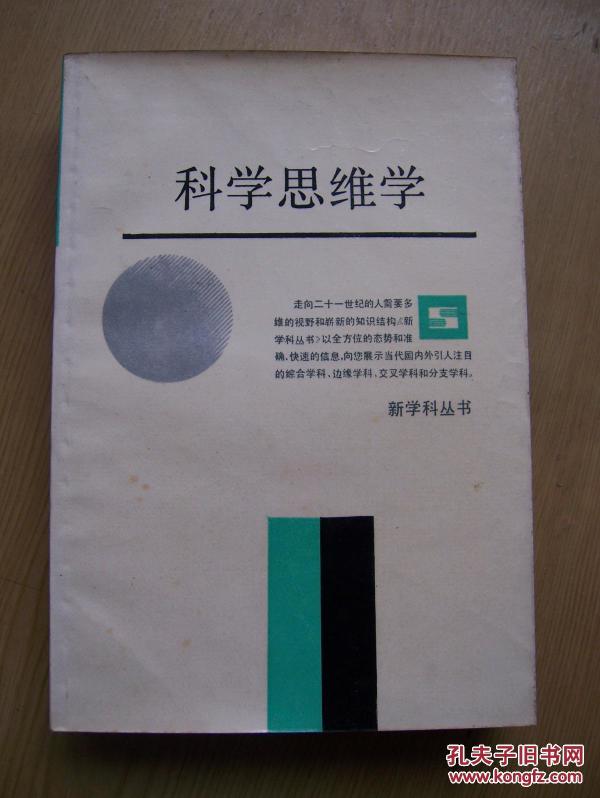 科学思维学
走向二十一世纪的人需要多
维的视野和崭新的知识结构，《新
学科丛书》以全方位的态势和准
确、快速的信息，向您展示当代国内外引人注目
的综合学科、边缘学科、交叉学科和分支学科。
新学科丛书
孔夫子旧书网
www.kongfz.com